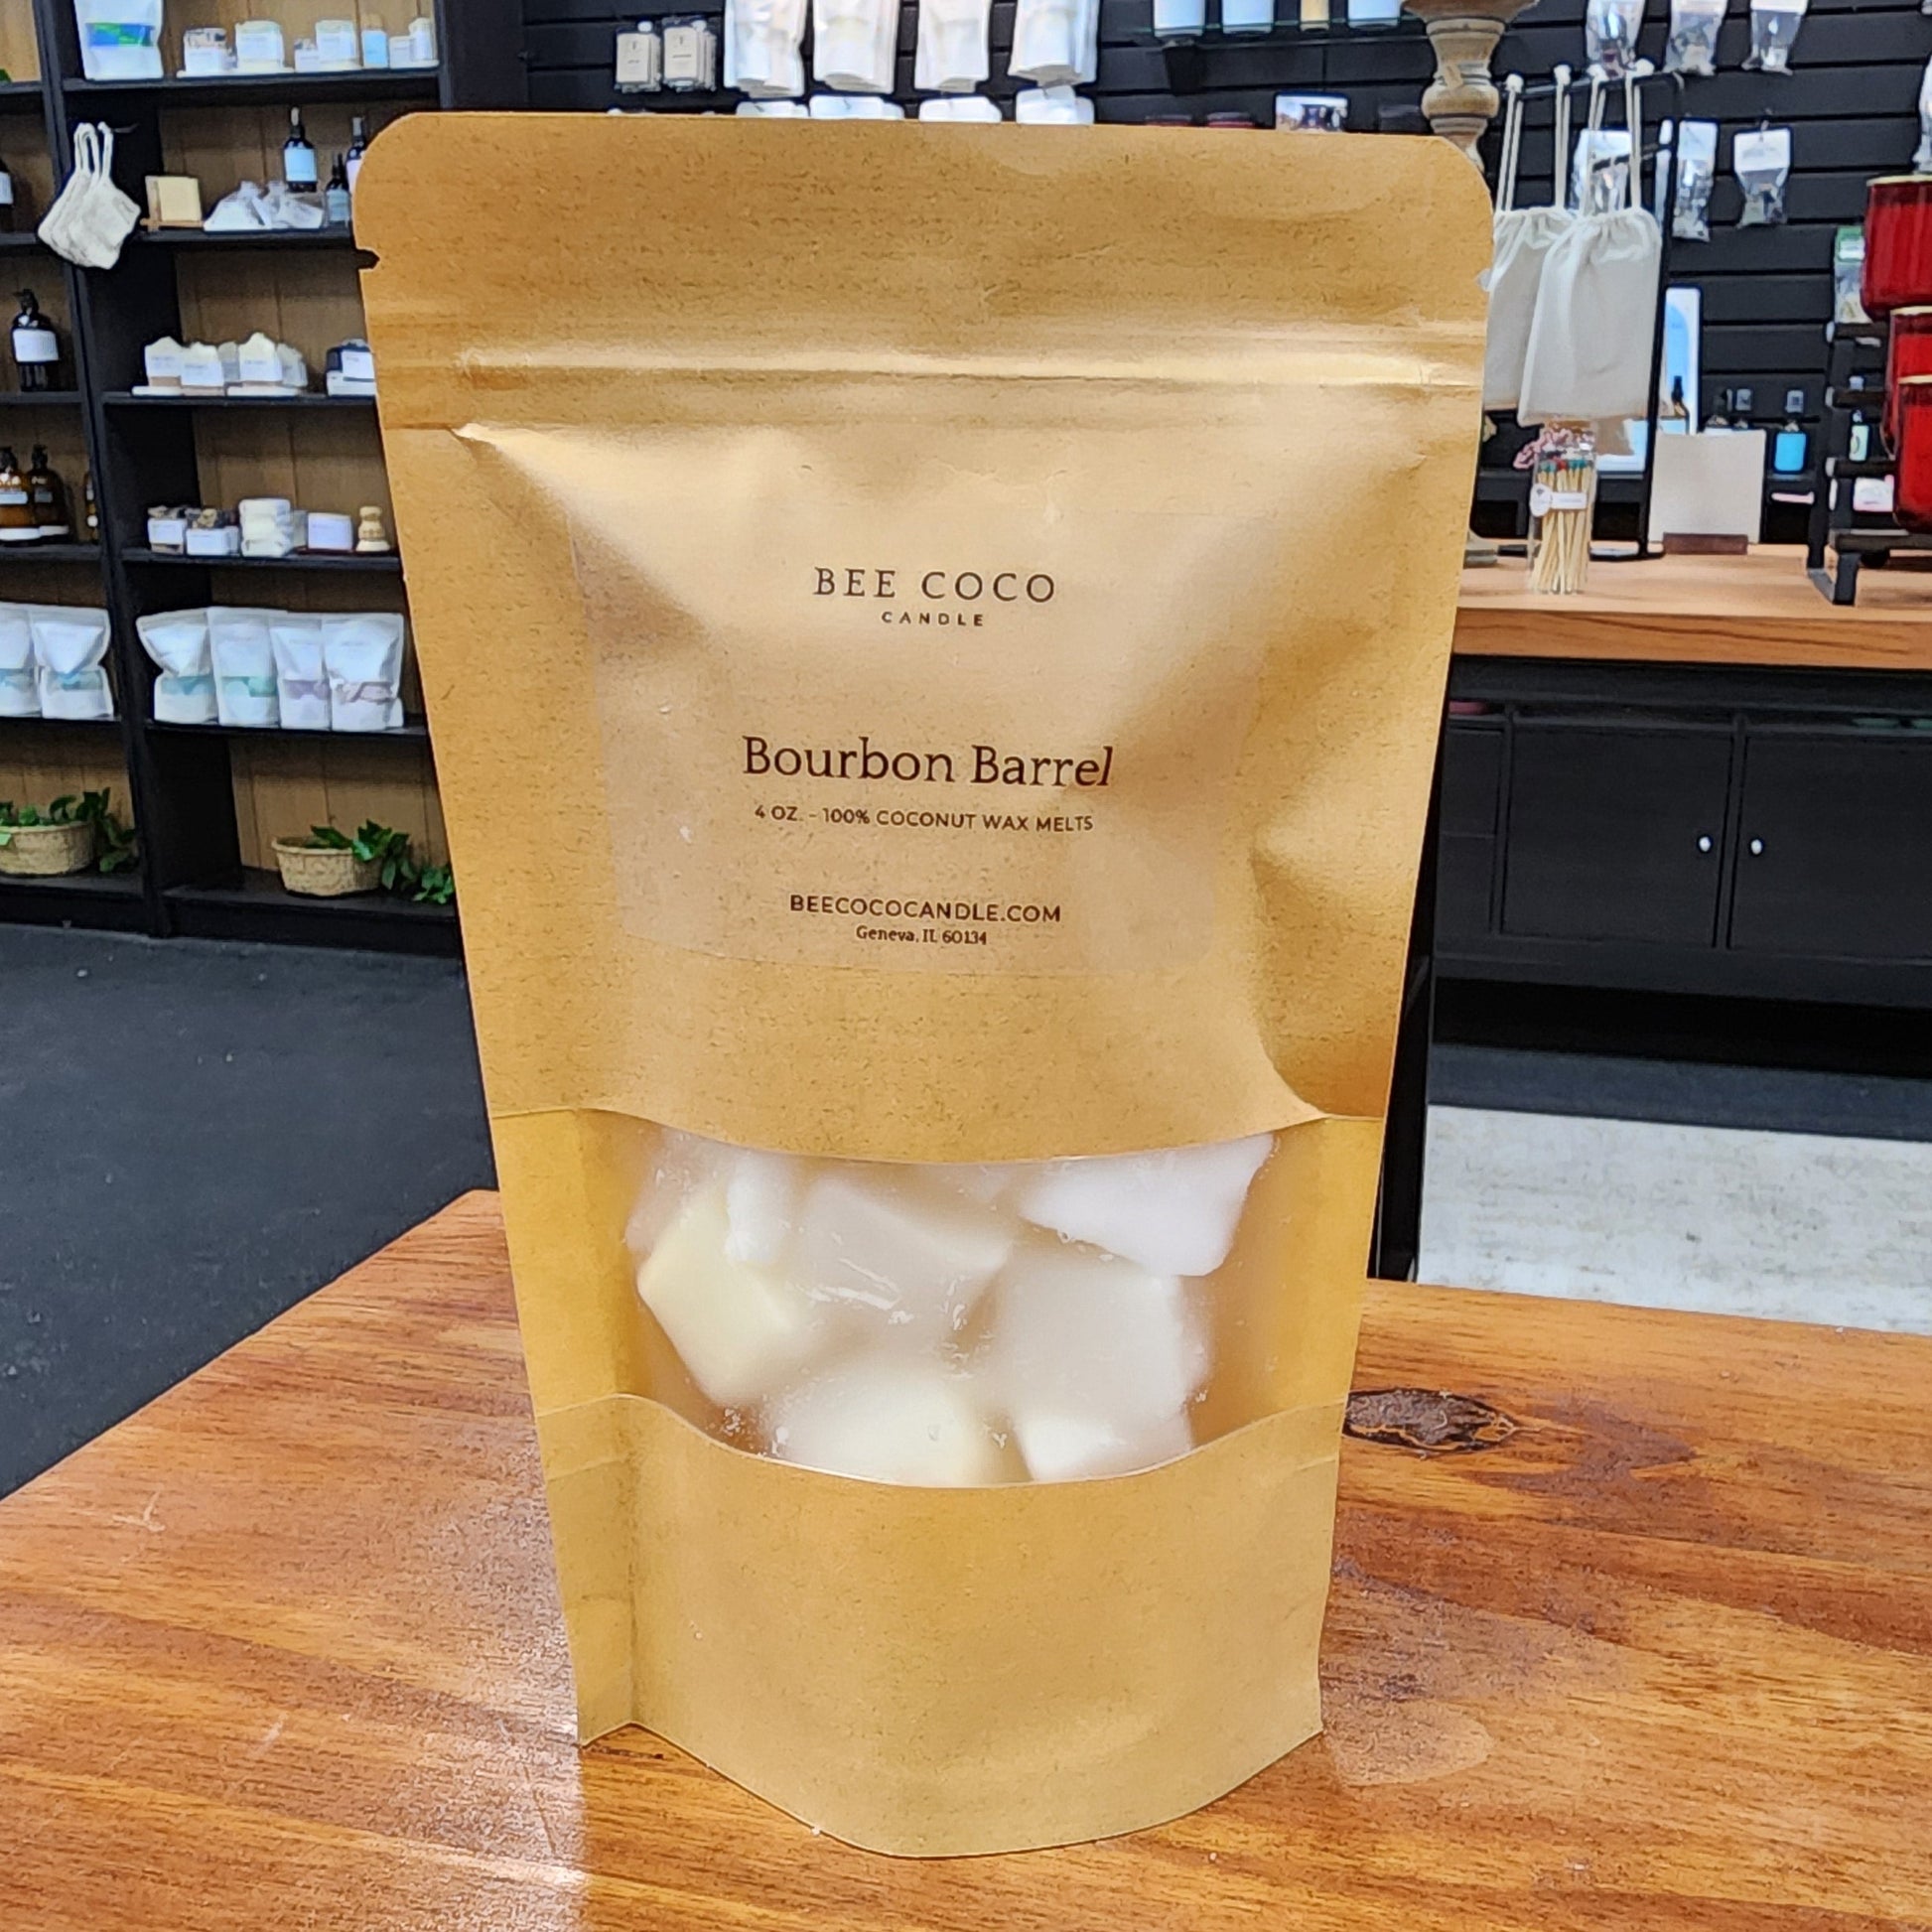 BEE COCO
CANDLE
Bourbon Barrel
4 OZ. - 100% COCONUT WAX MELTS
BEECOCOCANDLE.COM
Geneva, IL 60134